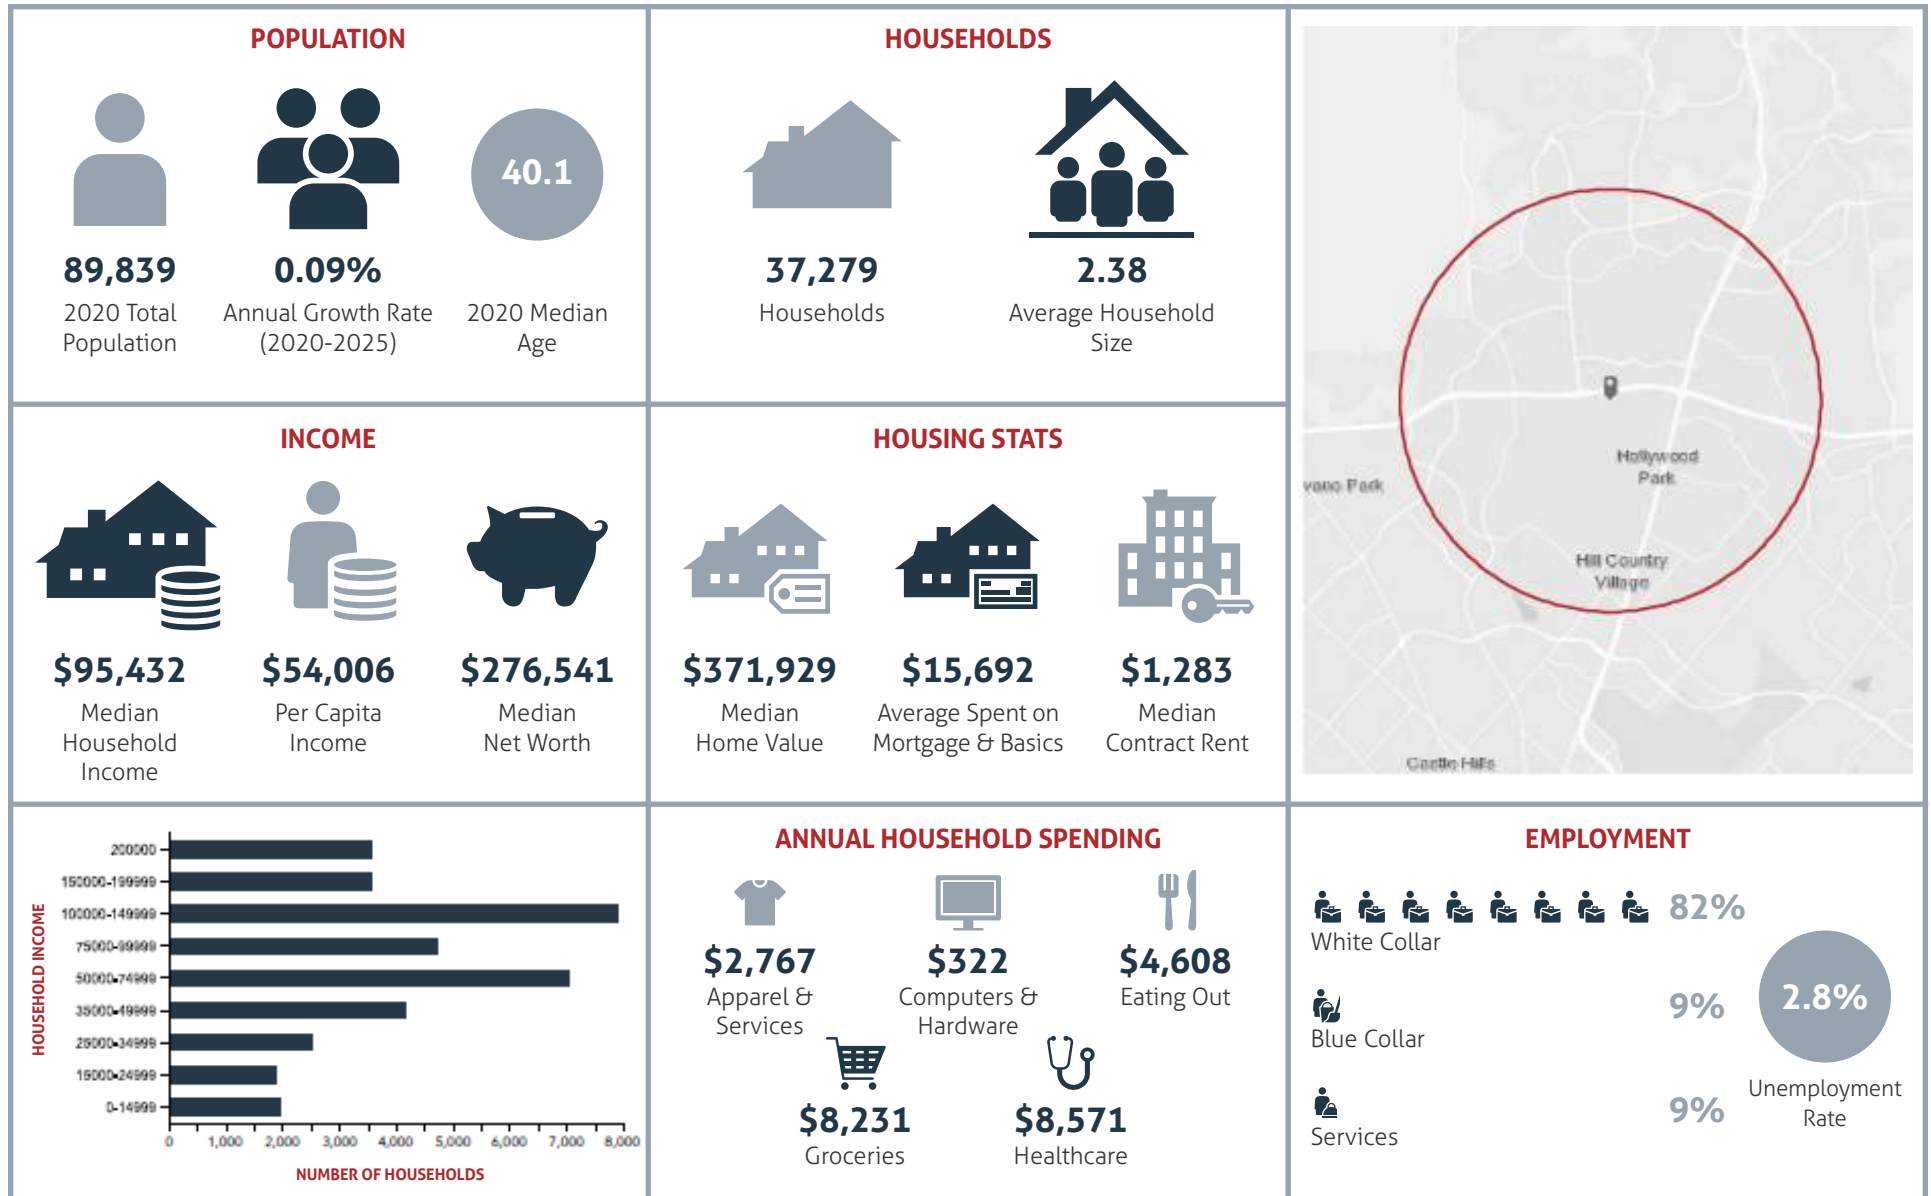 POPULATION
40.1
89,839
2020 Total
Population
0.09%
Annual Growth Rate
(2020-2025)
2020 Median
Age
HOUSEHOLDS
37,279
Households
2.38
Average Household
Size
Hollywood
Park
vano Park
Hill Country
Village
Castle Hills
INCOME
$95,432
Median
Household
Income
$54,006
Per Capita
Income
$276,541
Median
Net Worth
HOUSING STATS
$371,929
Median
Home Value
$15,692
Average Spent on
Mortgage & Basics
$1,283
Median
Contract Rent
HOUSEHOLD INCOME
200000
150000-199999
100000-149999
75000-99999
50000-74999
35000-49999
25000-34999
15000-24999
0-14999
0 1,000 2,000 3,000 4,000 5,000 6,000 7,000 8,000
NUMBER OF HOUSEHOLDS
ANNUAL HOUSEHOLD SPENDING
$2,767
Apparel &
Services
$322
Computers &
Hardware
$4,608
Eating Out
$8,231
Groceries
$8,571
Healthcare
EMPLOYMENT
82%
White Collar
9%
Blue Collar
9%
Services
2.8%
Unemployment
Rate